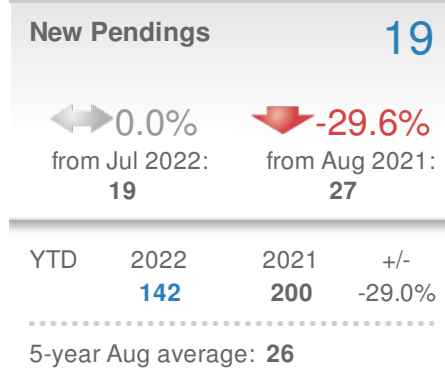 New Pendings 19
0.0% -29.6%
from Jul 2022: from Aug 2021:
19 27
YTD 2022 2021 +/-
142 200 -29.0%
5-year Aug average: 26